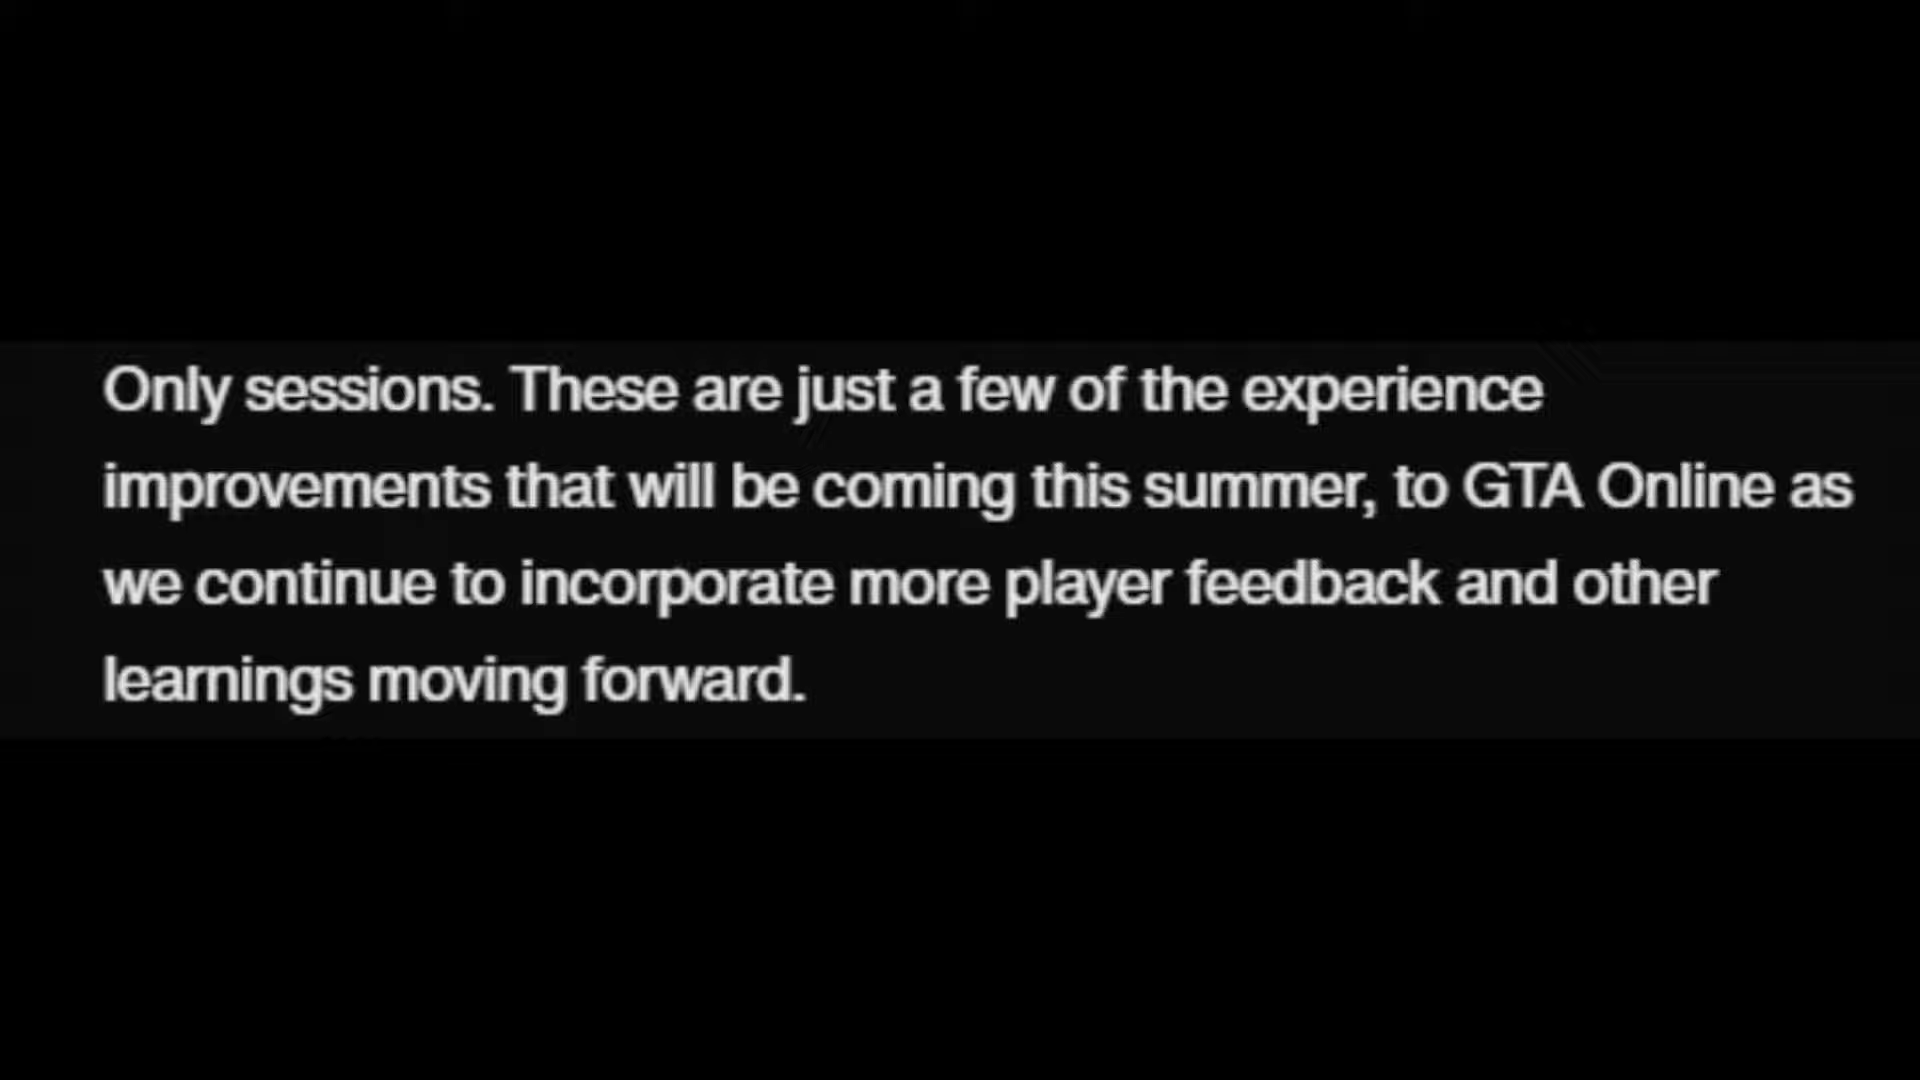 Only sessions. These are just a few of the experience
improvements that will be coming this summer, to GTA Online as
we continue to incorporate more player feedback and other
learnings moving forward.